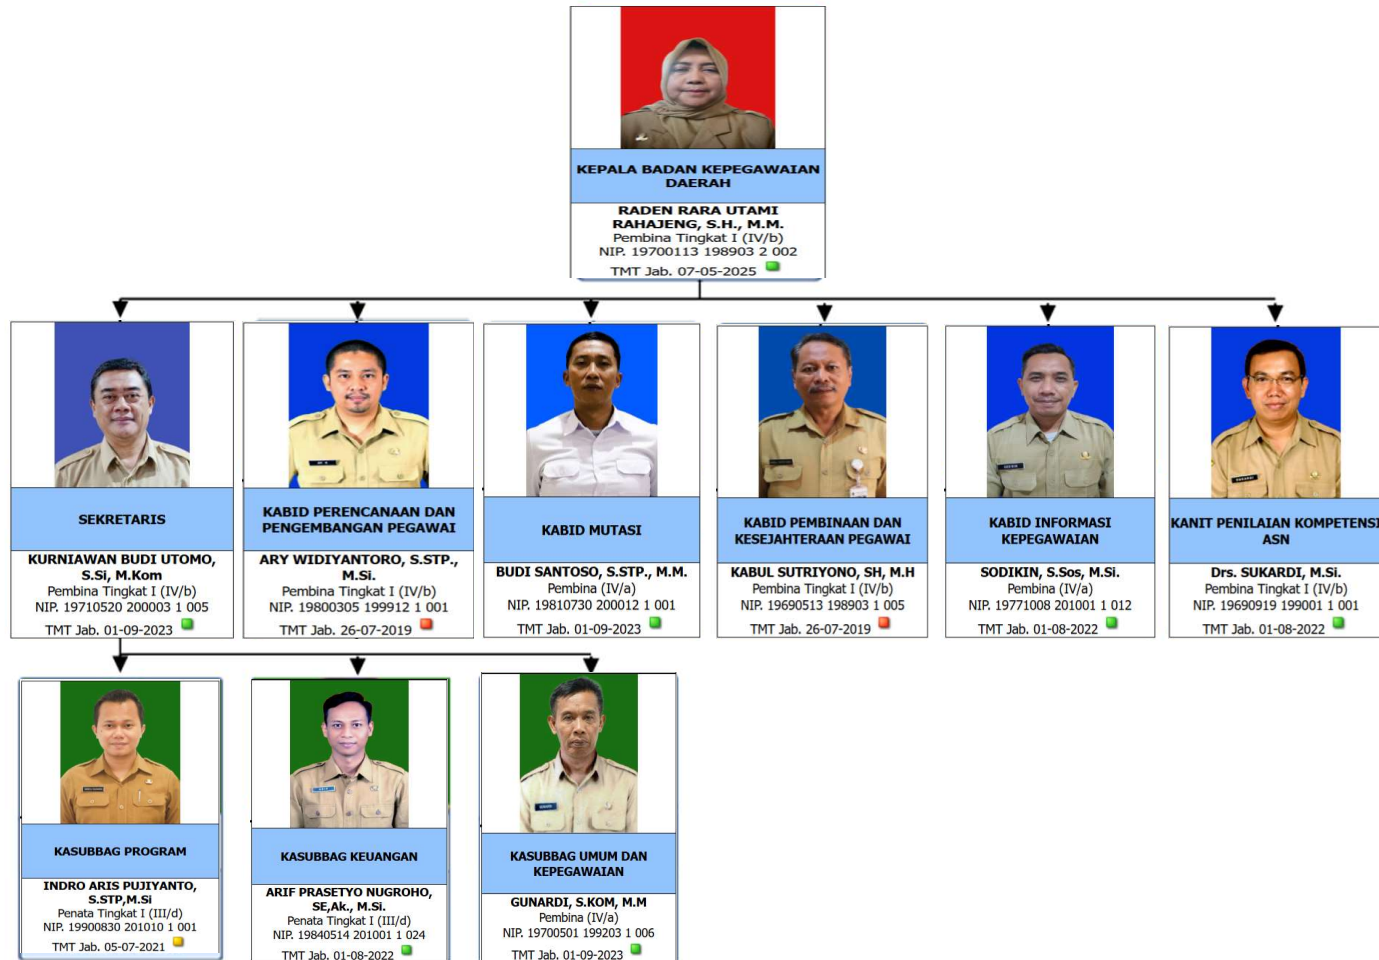 KEPALA BADAN KEPEGAWAIAN
DAERAH
RADEN RARA UTAMI
RAHAJENG, S.H., M.M.
Pembina Tingkat I (IV/b)
NIP. 19700113 198903 2 002
TMT Jab. 07-05-2025
SEKRETARIS
KURNIAWAN BUDI UTOMO,
S.Si, M.Kom
Pembina Tingkat I (IV/b)
NIP. 19710520 200003 1 005
TMT Jab. 01-09-2023
KABID PERENCANAAN DAN
PENGEMBANGAN PEGAWAI
ARY WIDIYANTORO, S.STP.,
M.Si.
Pembina Tingkat I (IV/b)
NIP. 19800305 199912 1 001
TMT Jab. 26-07-2019
KABID MUTASI
BUDI SANTOSO, S.STP., M.M.
Pembina (IV/a)
NIP. 19810730 200012 1 001
TMT Jab. 01-09-2023
KABID PEMBINAAN DAN
KESEJAHTERAAN PEGAWAI
KABUL SUTRIYONO, SH, M.H
Pembina Tingkat I (IV/b)
NIP. 19690513 198903 1 005
TMT Jab. 26-07-2019
KABID INFORMASI
KEPEGAWAIAN
SODIKIN, S.Sos, M.Si.
Pembina (IV/a)
NIP. 19771008 201001 1 012
TMT Jab. 01-08-2022
KANIT PENILAIAN KOMPETENSI
ASN
Drs. SUKARDI, M.Si.
Pembina Tingkat I (IV/b)
NIP. 19690919 199001 1 001
TMT Jab. 01-08-2022
KASUBBAG PROGRAM
INDRO ARIS PUJIYANTO,
S.STP,M.Si
Penata Tingkat I (III/d)
NIP. 19900830 201010 1 001
TMT Jab. 05-07-2021
KASUBBAG KEUANGAN
ARIF PRASETYO NUGROHO,
SE,Ak., M.Si.
Penata Tingkat I (III/d)
NIP. 19840514 201001 1 024
TMT Jab. 01-08-2022
KASUBBAG UMUM DAN
KEPEGAWAIAN
GUNARDI, S.KOM, M.M
Pembina (IV/a)
NIP. 19700501 199203 1 006
TMT Jab. 01-09-2023